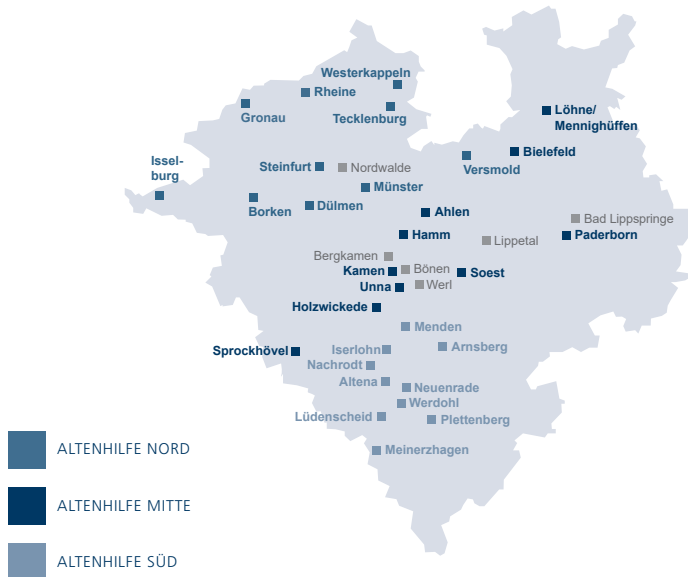 Westerkappeln
Rheine
Gronau
Tecklenburg
Löhne/
Mennighüffen
Bielefeld
Issel-
burg
Steinfurt
Nordwalde
Versmold
Münster
Borken
Dülmen
Ahlen
Bad Lippspringe
Hamm
Lippetal
Paderborn
Bergkamen
Kamen
Bönen
Soest
Unna
Werl
Holzwickede
Menden
Sprockhövel
Iserlohn
Arnsberg
Nachrodt
Altena
Neuenrade
Werdohl
Lüdenscheid
Plettenberg
Meinerzhagen
ALTENHILFE NORD
ALTENHILFE MITTE
ALTENHILFE SÜD